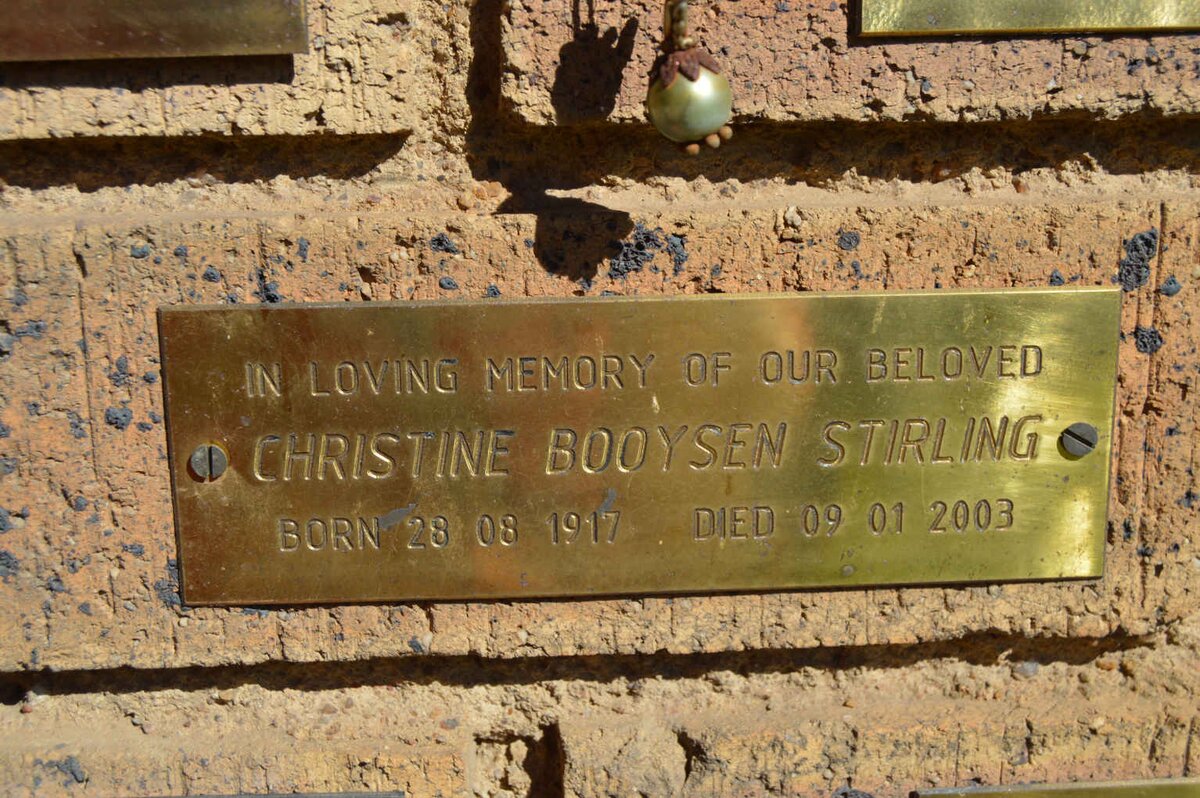 IN LOVING MEMORY OF OUR BELOVED
CHRISTINE BOOYSEN STIRLING
BORN 28 08 1917 DIED 09 01 2003